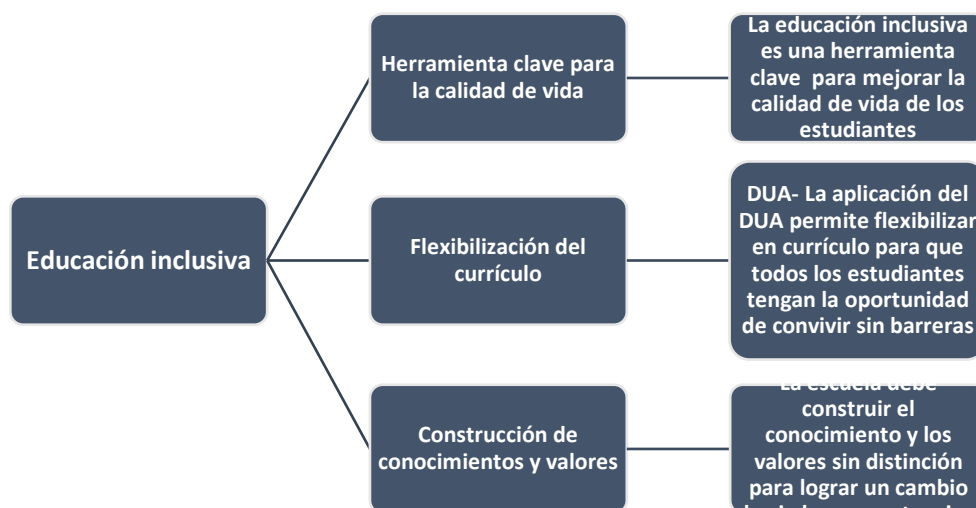 Educación inclusiva
Herramienta clave para
la calidad de vida
La educación inclusiva
es una herramienta
clave para mejorar la
calidad de vida de los
estudiantes
Flexibilización del
currículo
DUA- La aplicación del
DUA permite flexibilizar
en currículo para que
todos los estudiantes
tengan la oportunidad
de convivir sin barreras
Construcción de
conocimientos y valores
La escuela debe
construir el
conocimiento y los
valores sin distinción
para lograr un cambio